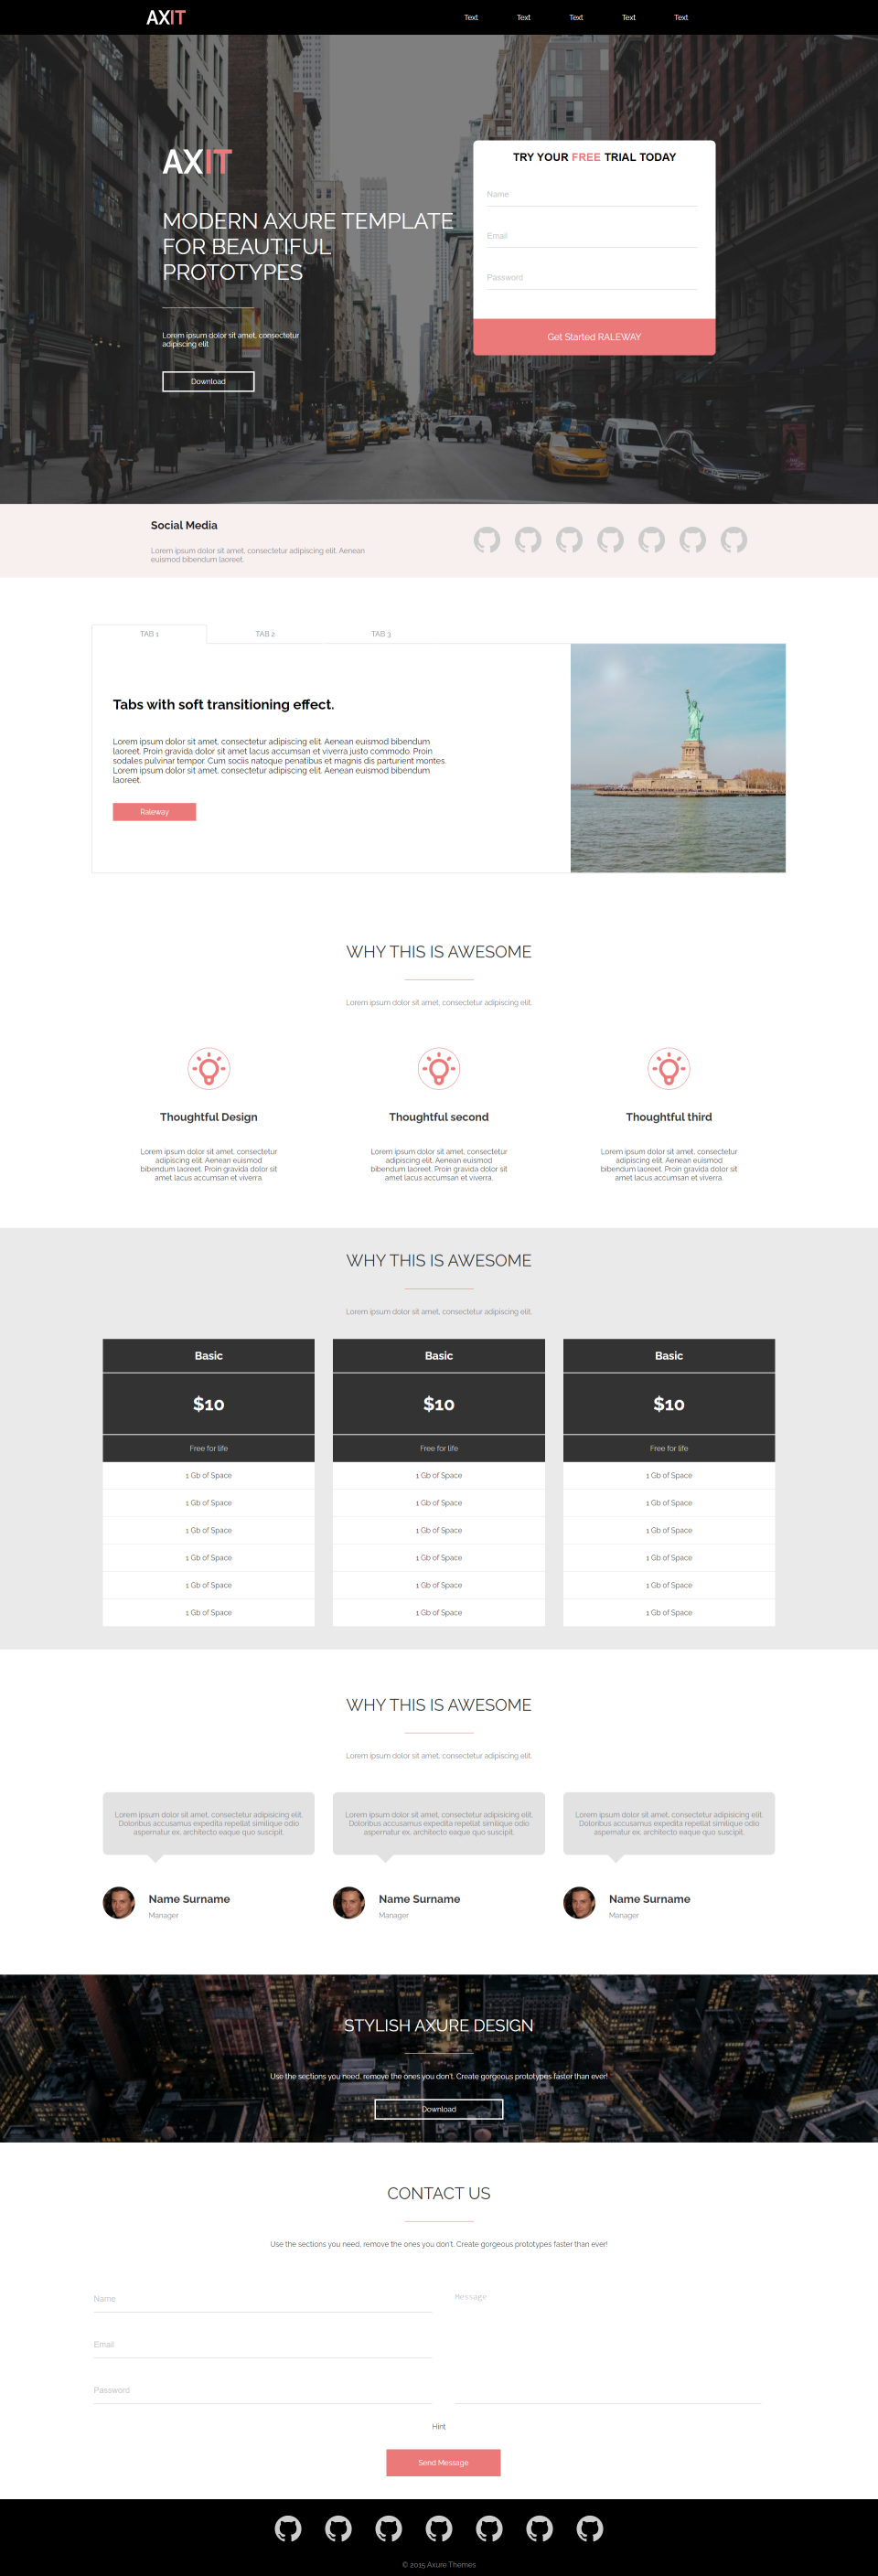 AXIT
Text Text Text Text Text
AXIT
MODERN AXURE TEMPLATE
FOR BEAUTIFUL
PROTOTYPES
Lorem ipsum dolor sit amet, consectetur
adipiscing elit
Download
TRY YOUR FREE TRIAL TODAY
Name
Email
Password
Get Started RALEWAY
Social Media
Lorem ipsum dolor sit amet, consectetur adipiscing elit. Aenean
euismod bibendum laoreet.
TAB 1 TAB 2 TAB 3
Tabs with soft transitioning effect.
Lorem ipsum dolor sit amet, consectetur adipiscing elit. Aenean euismod bibendum
laoreet. Proin gravida dolor sit amet lacus accumsan et viverra justo commodo. Proin
sodales pulvinar tempor. Cum sociis natoque penatibus et magnis dis parturient montes.
Lorem ipsum dolor sit amet, consectetur adipiscing elit. Aenean euismod bibendum
laoreet.
Raleway
WHY THIS IS AWESOME
Lorem ipsum dolor sit amet, consectetur adipiscing elit.
Thoughtful Design
Lorem ipsum dolor sit amet, consectetur
adipiscing elit. Aenean euismod
bibendum laoreet. Proin gravida dolor sit
amet lacus accumsan et viverra.
Thoughtful second
Lorem ipsum dolor sit amet, consectetur
adipiscing elit. Aenean euismod
bibendum laoreet. Proin gravida dolor sit
amet lacus accumsan et viverra.
Thoughtful third
Lorem ipsum dolor sit amet, consectetur
adipiscing elit. Aenean euismod
bibendum laoreet. Proin gravida dolor sit
amet lacus accumsan et viverra.
WHY THIS IS AWESOME
Lorem ipsum dolor sit amet, consectetur adipiscing elit.
Basic
$10
Free for life
1 Gb of Space
1 Gb of Space
1 Gb of Space
1 Gb of Space
1 Gb of Space
1 Gb of Space
Basic
$10
Free for life
1 Gb of Space
1 Gb of Space
1 Gb of Space
1 Gb of Space
1 Gb of Space
1 Gb of Space
Basic
$10
Free for life
1 Gb of Space
1 Gb of Space
1 Gb of Space
1 Gb of Space
1 Gb of Space
1 Gb of Space
WHY THIS IS AWESOME
Lorem ipsum dolor sit amet, consectetur adipiscing elit.
Lorem ipsum dolor sit amet, consectetur adipisicing elit.
Doloribus accusamus expedita repellat similique odio
aspernatur ex, architecto eaque quo suscipit.
Name Surname
Manager
Lorem ipsum dolor sit amet, consectetur adipisicing elit.
Doloribus accusamus expedita repellat similique odio
aspernatur ex, architecto eaque quo suscipit.
Name Surname
Manager
Lorem ipsum dolor sit amet, consectetur adipisicing elit.
Doloribus accusamus expedita repellat similique odio
aspernatur ex, architecto eaque quo suscipit.
Name Surname
Manager
STYLISH AXURE DESIGN
Use the sections you need, remove the ones you don't. Create gorgeous prototypes faster than ever!
Download
CONTACT US
Use the sections you need, remove the ones you don't. Create gorgeous prototypes faster than ever!
Name
Email
Password
Message
Hint
Send Message
© 2015 Axure Themes